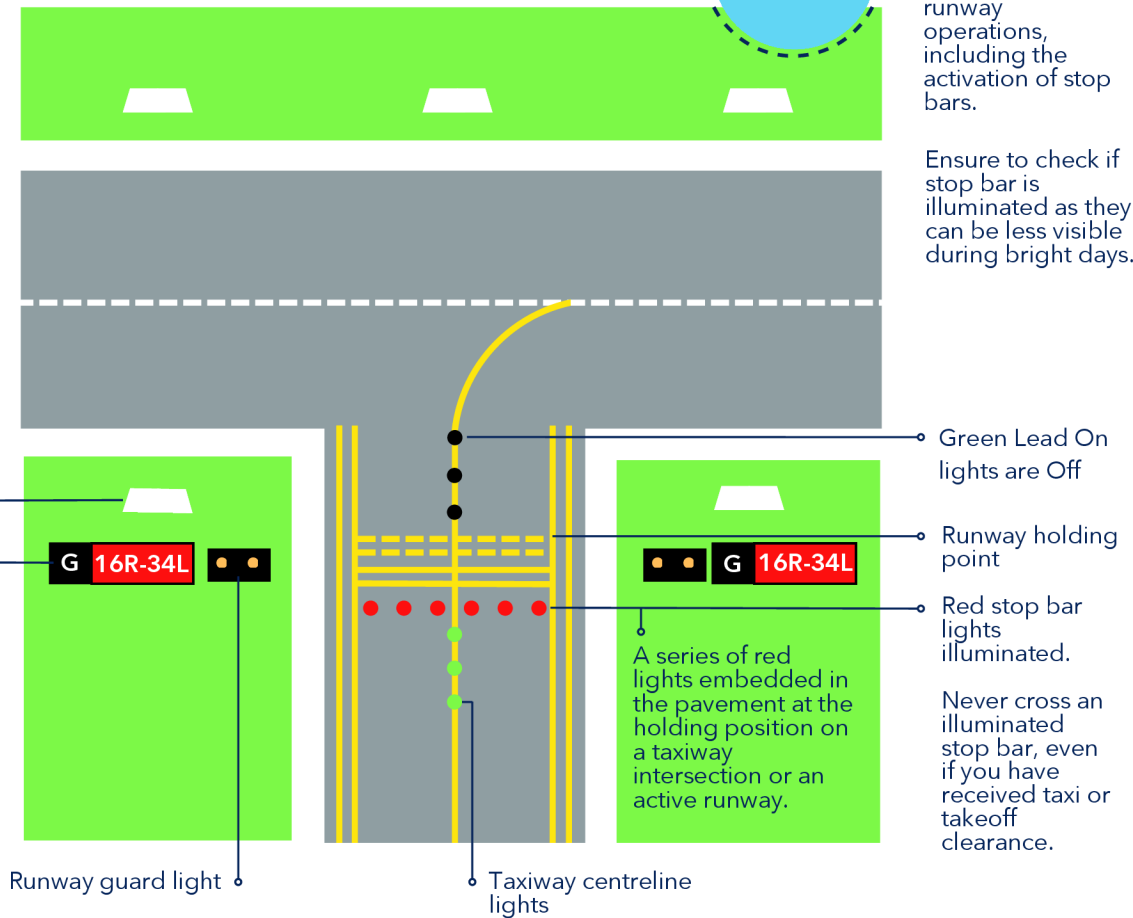 runway
operations,
including the
activation of stop
bars.
Ensure to check if
stop bar is
illuminated as they
can be less visible
during bright days.
Green Lead On
lights are Off
Runway holding
point
G 16R-34L
G 16R-34L
Red stop bar
lights
illuminated.
Never cross an
illuminated
stop bar, even
if you have
received taxi or
takeoff
clearance.
A series of red
lights embedded in
the pavement at the
holding position on
a taxiway
intersection or an
active runway.
Runway guard light
Taxiway centreline
lights